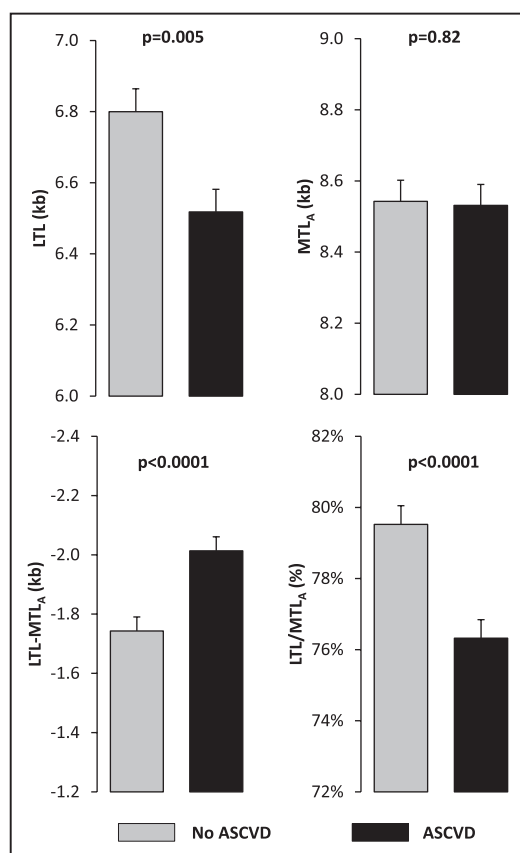 p=0.005
7.0
6.8
6.6
6.4
6.2
6.0
LTL (kb)
p=0.82
9.0
8.8
8.6
8.4
8.2
8.0
MTLA (kb)
p<0.0001
-2.4
-2.2
-2.0
-1.8
-1.6
-1.4
-1.2
LTL-MTLA (kb)
p<0.0001
82%
80%
78%
76%
74%
72%
LTL/MTLA (%)
No ASCVD
ASCVD